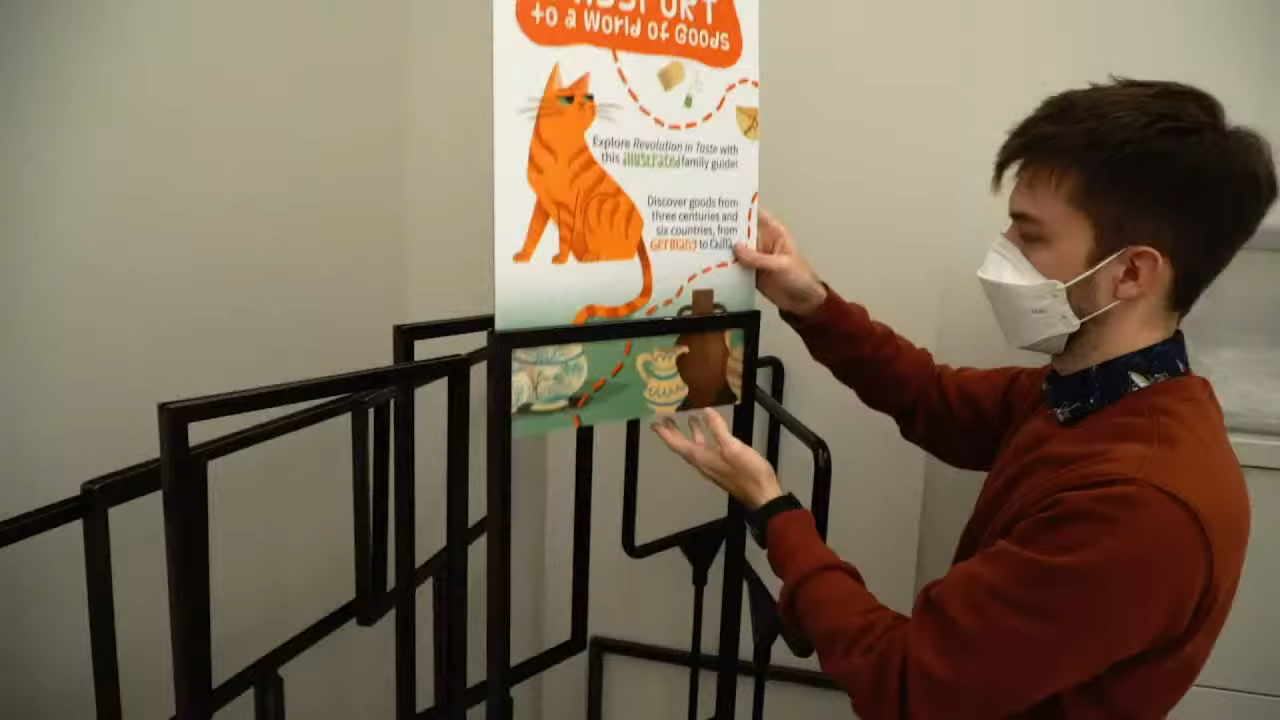 to a World of Goods
Explore Revolution in Taste with
this illustrated family guide!
Discover goods from
three centuries and
six countries, from
Germany to China.